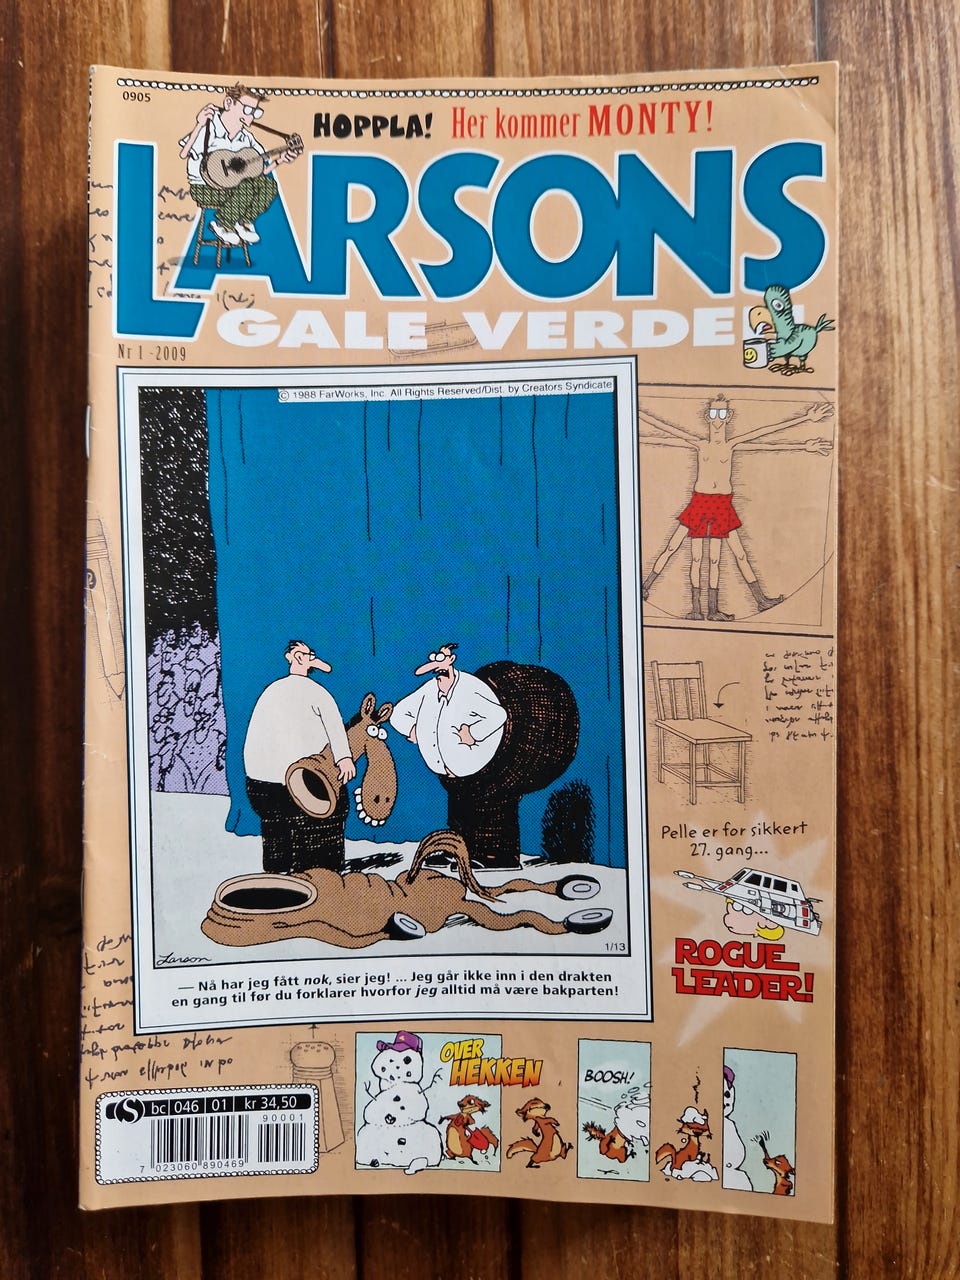 0905
HOPPLA! Her kommer MONTY!
LARSONS
GALE VERDEN
Nr 1 - 2009
© 1988 FarWorks, Inc. All Rights Reserved/Dist. by Creators Syndicate
Larson
1/13
— Nå har jeg fått nok, sier jeg! ... Jeg går ikke inn i den drakten
en gang til før du forklarer hvorfor jeg alltid må være bakparten!
Pelle er for sikkert
27. gang...
ROGUE
LEADER!
OVER
HEKKEN
BOOSH!
S bc 046 01 kr 34,50
90001
7 023060 890469